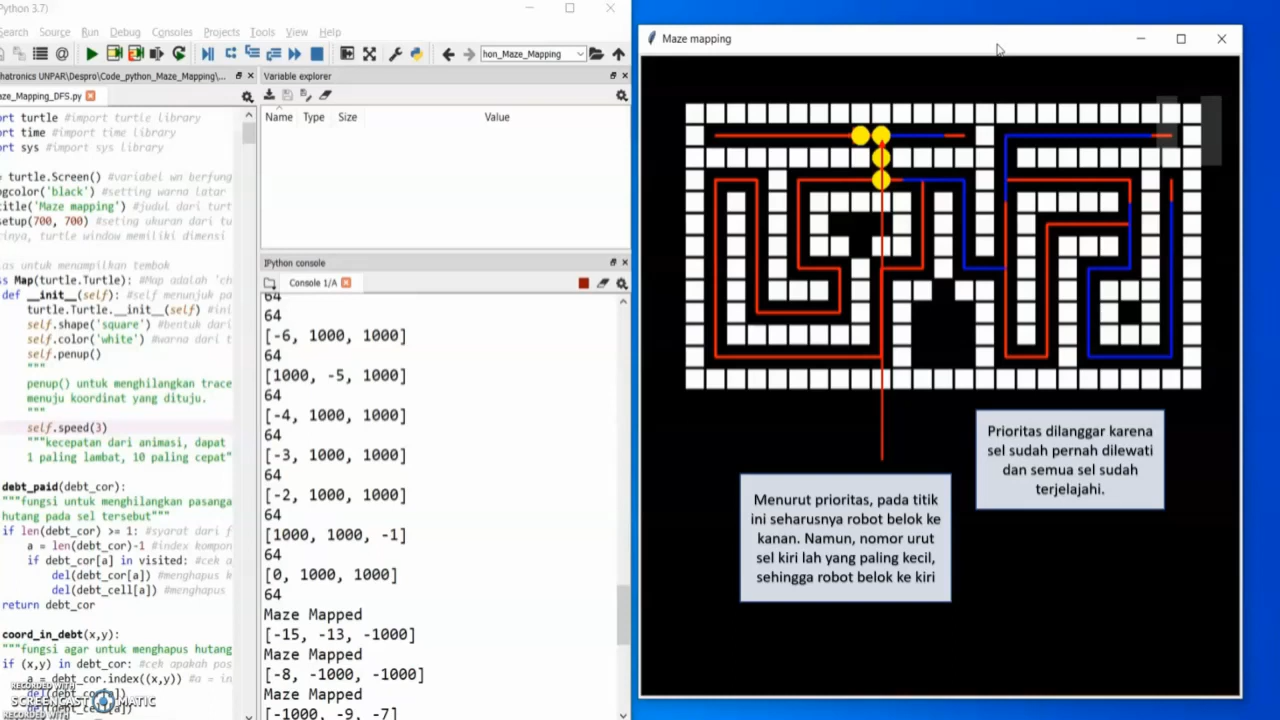 Python 3.7)
Search Source Run Debug Consoles Projects Tools View Help
hon_Maze_Mapping
hatronics UNPAR\Despro\Code_python_Maze_Mapping\...
aze_Mapping_DFS.py
ort turtle #import turtle library
ort time #import time library
ort sys #import sys library
= turtle.Screen() #variabel wn berfung
gcolor('black') #setting warna latar
title('Maze mapping') #judul dari turt
setup(700, 700) #seting ukuran dari tu
rinya, turtle window memiliki dimensi
as untuk menampilkan tembok
s Map(turtle.Turtle): #Map adalah 'ch
def __init__(self): #self menunjuk pa
turtle.Turtle.__init__(self) #ini
self.shape('square') #bentuk dari
self.color('white') #warna dari t
self.penup()
"""
penup() untuk menghilangkan trace
menuju koordinat yang dituju.
"""
self.speed(3)
"""kecepatan dari animasi, dapat
1 paling lambat, 10 paling cepat"
debt_paid(debt_cor):
"""fungsi untuk menghilangkan pasanga
hutang pada sel tersebut"""
if len(debt_cor) >= 1: #syarat dari f
a = len(debt_cor)-1 #index kompon
if debt_cor[a] in visited: #cek a
del(debt_cor[a]) #menghapus k
del(debt_cell[a]) #menghapus
return debt_cor
coord_in_debt(x,y):
"""fungsi agar untuk menghapus hutang
if (x,y) in debt_cor: #cek apakah pos
a = debt_cor.index((x,y)) #a = in
RECORDED WITH
SCREENCAST MATIC
RECORDED WITH
Variable explorer
Name Type Size Value
IPython console
Console 1/A
64
64
[-6, 1000, 1000]
64
[1000, -5, 1000]
64
[-4, 1000, 1000]
64
[-3, 1000, 1000]
64
[-2, 1000, 1000]
64
[1000, 1000, -1]
64
[0, 1000, 1000]
64
Maze Mapped
[-15, -13, -1000]
Maze Mapped
[-8, -1000, -1000]
Maze Mapped
[-1000, -9, -7]
Maze mapping
Prioritas dilanggar karena
sel sudah pernah dilewati
dan semua sel sudah
terjelajahi.
Menurut prioritas, pada titik
ini seharusnya robot belok ke
kanan. Namun, nomor urut
sel kiri lah yang paling kecil,
sehingga robot belok ke kiri